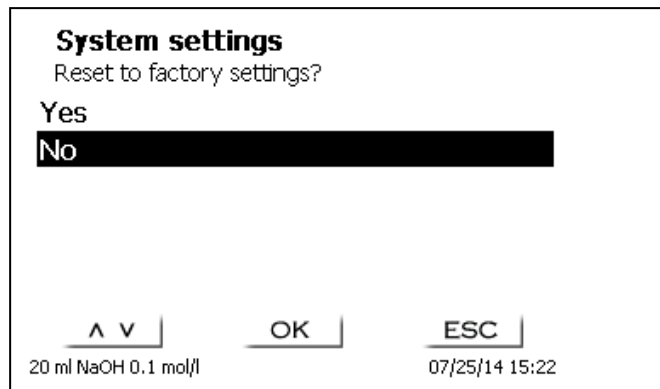 System settings
Reset to factory settings?
Yes
No
∧ ∨ OK ESC
20 ml NaOH 0.1 mol/l 07/25/14 15:22